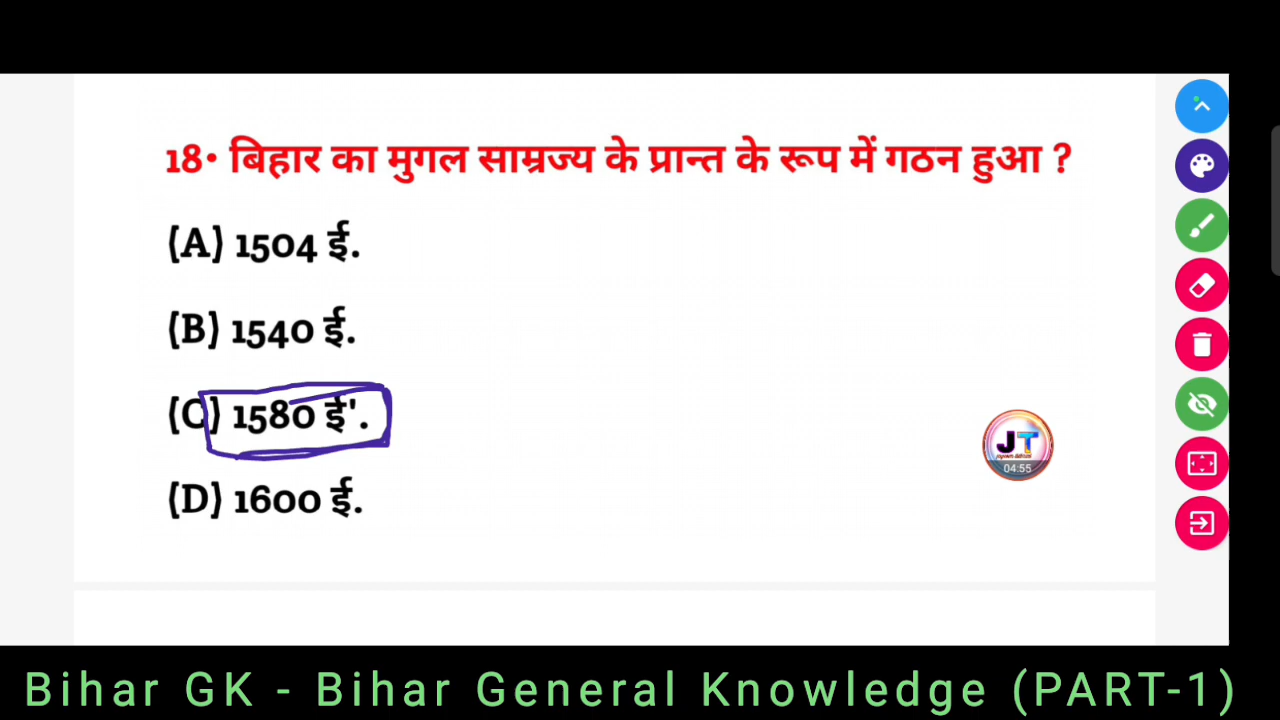 18• बिहार का मुगल साम्रज्य के प्रान्त के रूप में गठन हुआ ?
(A) 1504 ई.
(B) 1540 ई.
(C) 1580 ई'.
(D) 1600 ई.
JT
04:55
Bihar GK - Bihar General Knowledge (PART-1)